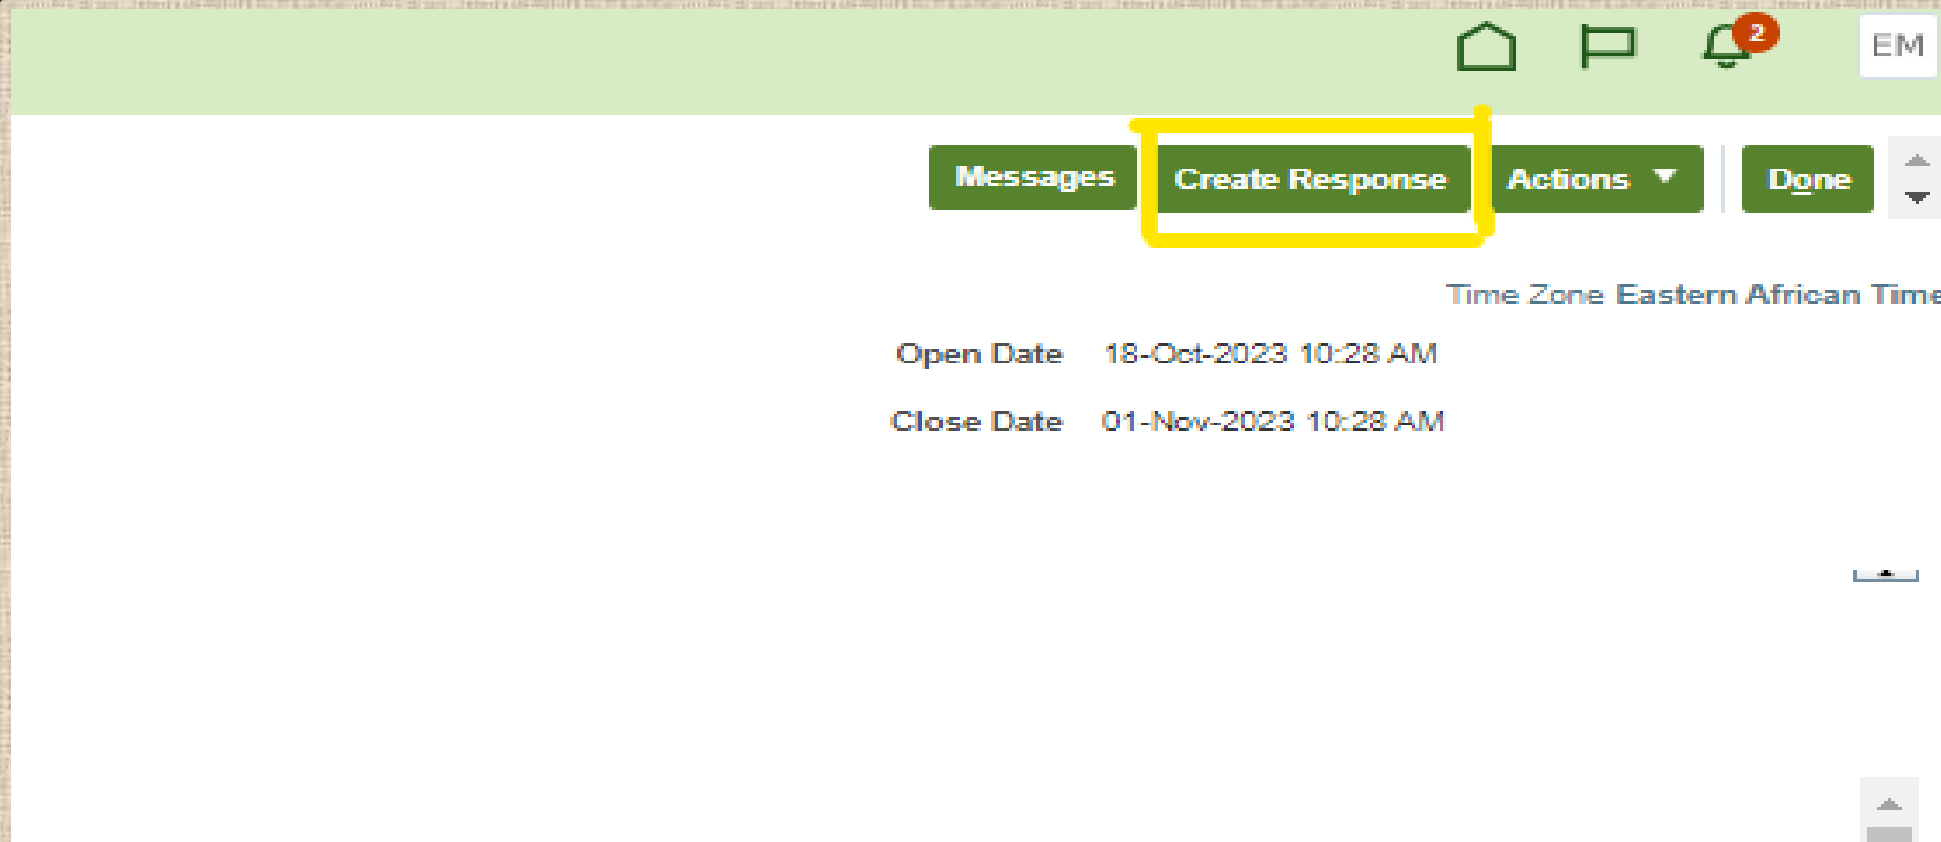 2
EM
Messages Create Response Actions Done
Time Zone Eastern African Time
Open Date 18-Oct-2023 10:28 AM
Close Date 01-Nov-2023 10:28 AM